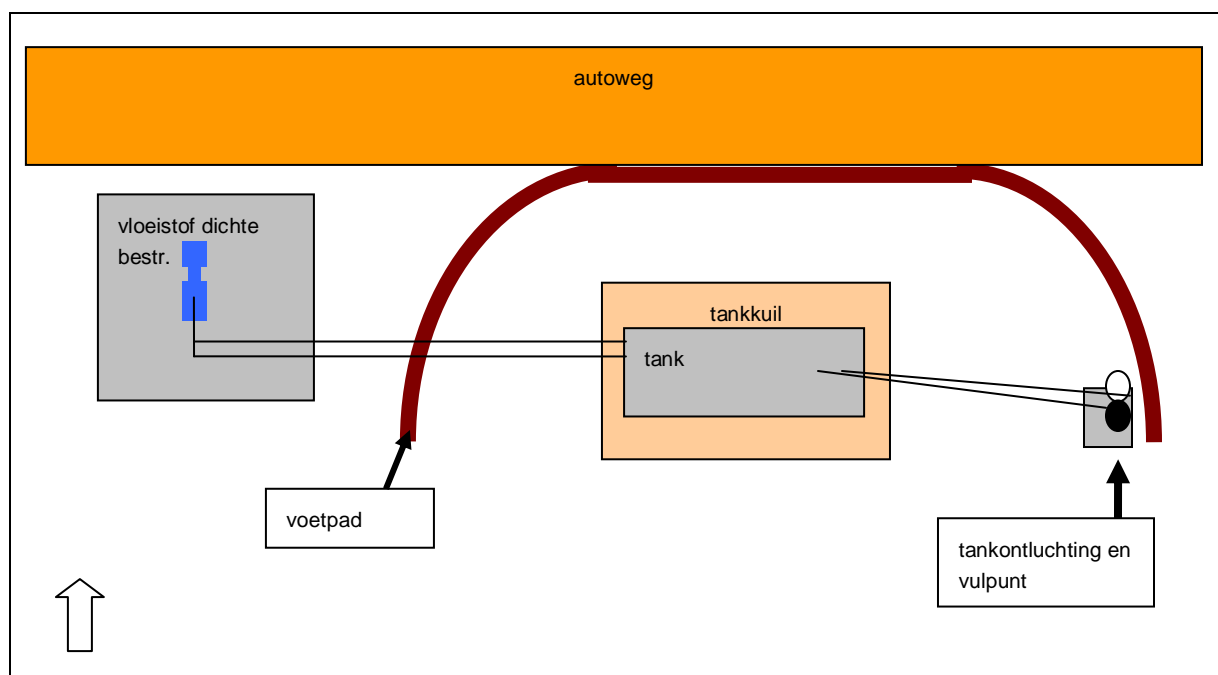 autoweg
vloeistof dichte
bestr.
tankkuil
tank
voetpad
tankontluchting en
vulpunt